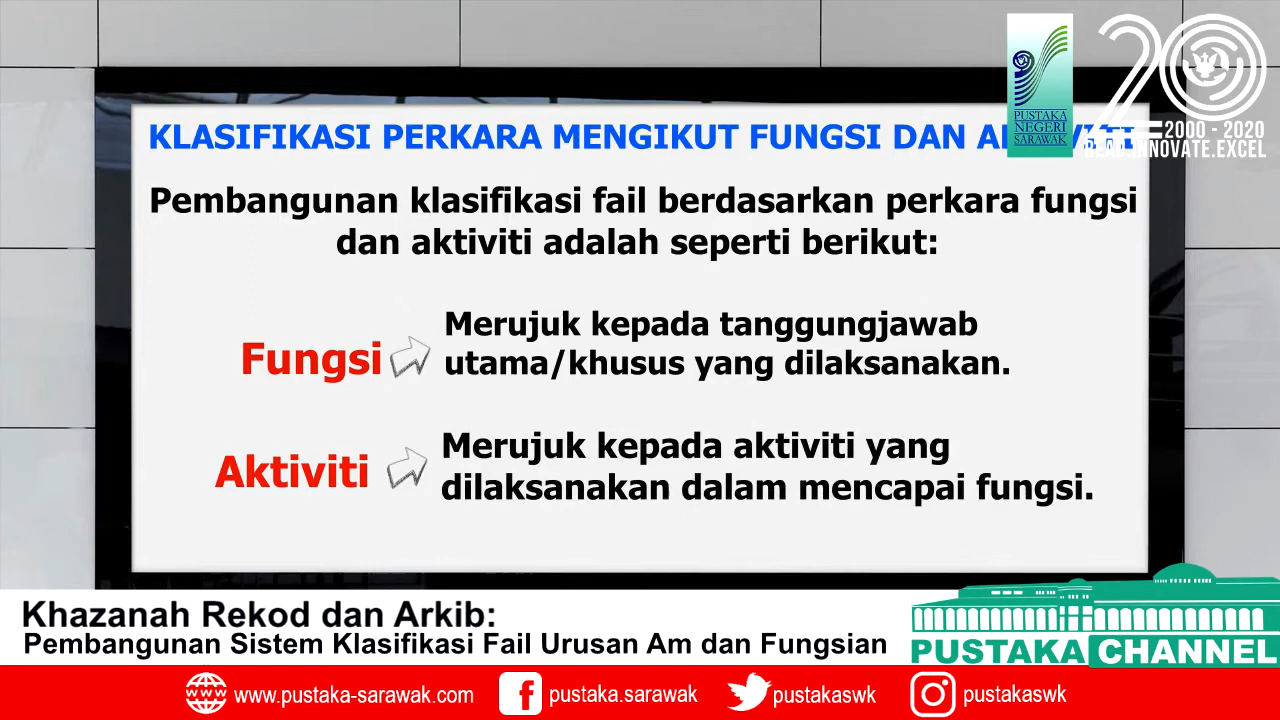 KLASIFIKASI PERKARA MENGIKUT FUNGSI DAN
PUSTAKA
NEGERI
SARAWAK
20
2000 - 2020
READ.INNOVATE.EXCEL
Pembangunan klasifikasi fail berdasarkan perkara fungsi
dan aktiviti adalah seperti berikut:
Fungsi
Merujuk kepada tanggungjawab
utama/khusus yang dilaksanakan.
Aktiviti
Merujuk kepada aktiviti yang
dilaksanakan dalam mencapai fungsi.
Khazanah Rekod dan Arkib:
Pembangunan Sistem Klasifikasi Fail Urusan Am dan Fungsian
PUSTAKA CHANNEL
www.pustaka-sarawak.com
pustaka.sarawak
pustakaswk
pustakaswk